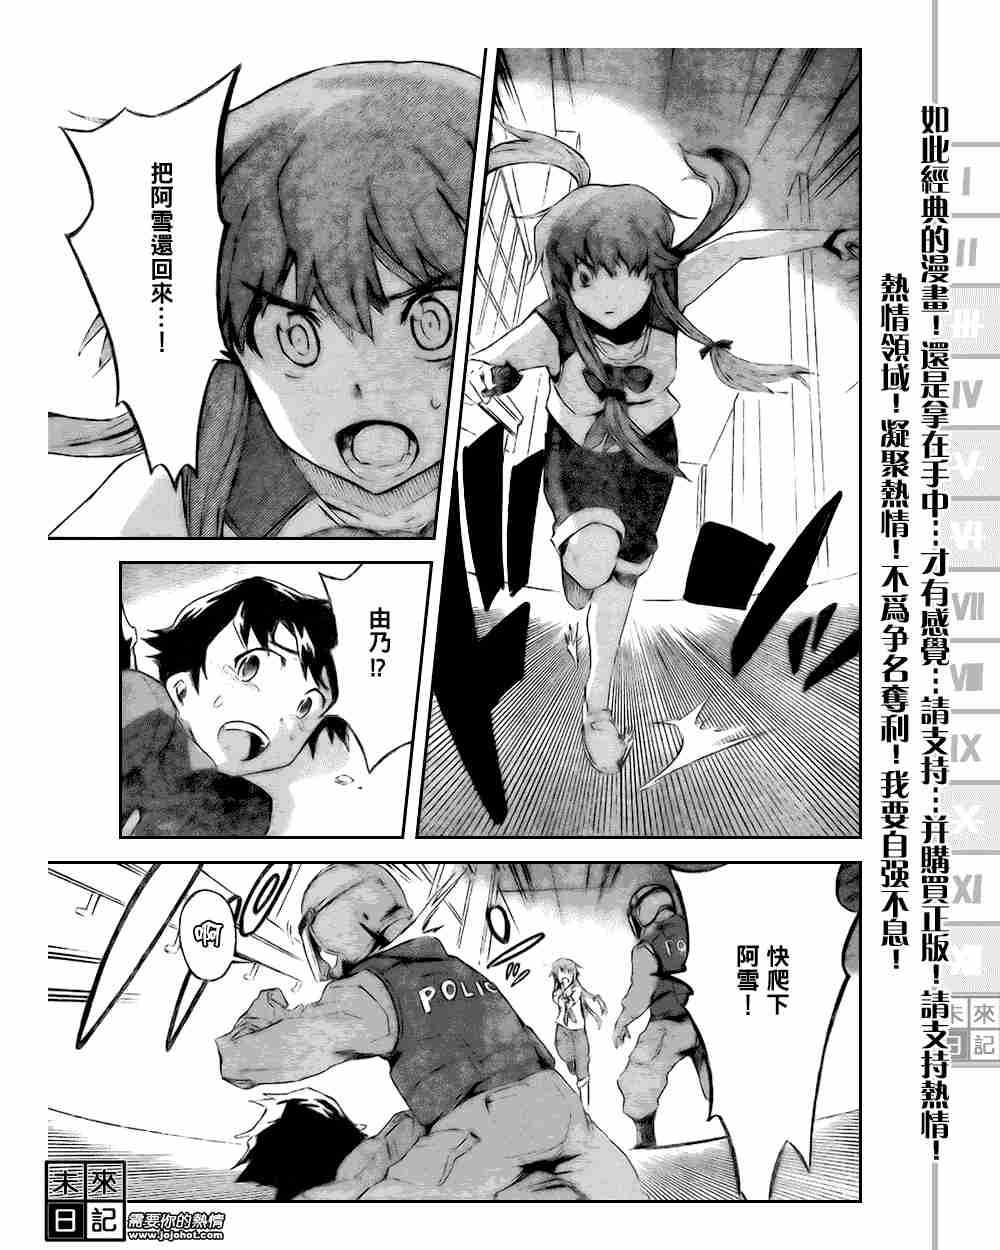 把阿雪還回來……！
由乃!?
快爬下
阿雪！
啊
POLIC
PO
如此經典的漫畫！還是拿在手中…才有感覺…請支持…并購買正版！請支持熱情！
熱情領域！凝聚熱情！不爲争名奪利！我要自强不息！
I
II
III
IV
V
VI
VII
VIII
IX
X
XI
XII
未來
日記
未來
日記
需要你的熱情
www.jojohot.com